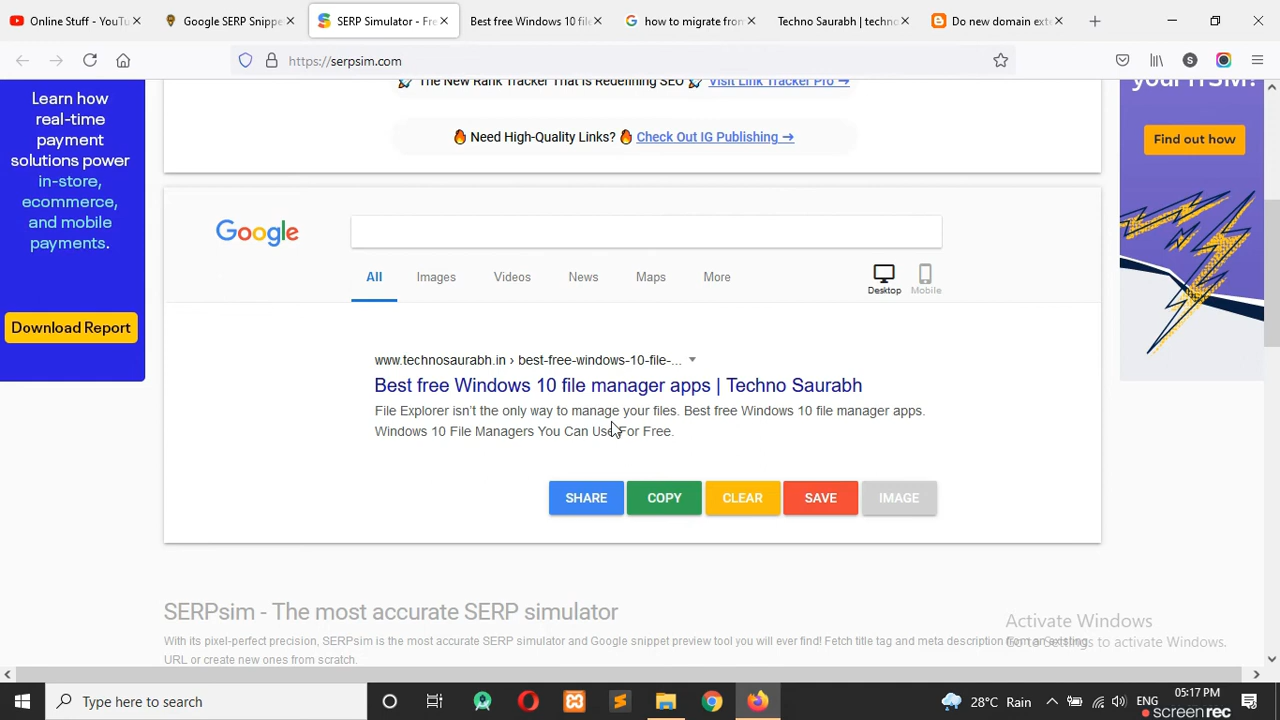 Online Stuff - YouTu
Google SERP Snippe
SERP Simulator - Fre
Best free Windows 10 file
how to migrate from
Techno Saurabh | techno
Do new domain exte
https://serpsim.com
S
Learn how
real-time
payment
solutions power
in-store,
ecommerce,
and mobile
payments.
Download Report
The New Rank Tracker That is Redefining SEO Visit Link Tracker Pro →
Need High-Quality Links? Check Out IG Publishing →
your ITSM?
Find out how
Google
All
Images
Videos
News
Maps
More
Desktop
Mobile
www.technosaurabh.in › best-free-windows-10-file-...
Best free Windows 10 file manager apps | Techno Saurabh
File Explorer isn't the only way to manage your files. Best free Windows 10 file manager apps.
Windows 10 File Managers You Can Use For Free.
SHARE
COPY
CLEAR
SAVE
IMAGE
SERPsim - The most accurate SERP simulator
With its pixel-perfect precision, SERPsim is the most accurate SERP simulator and Google snippet preview tool you will ever find! Fetch title tag and meta description from an existing
URL or create new ones from scratch.
Activate Windows
Go to Settings to activate Windows.
Type here to search
28°C Rain
ENG
05:17 PM
screenrec